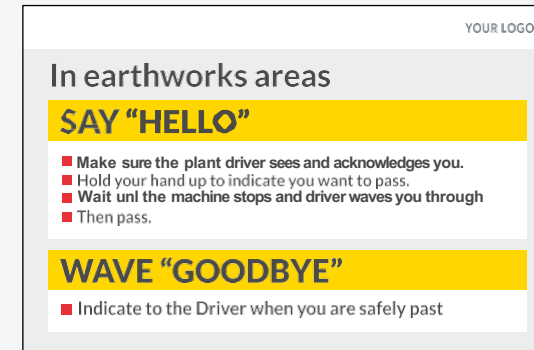 YOUR LOGO
In earthworks areas
SAY “HELLO”
Make sure the plant driver sees and acknowledges you.
Hold your hand up to indicate you want to pass.
Wait unl the machine stops and driver waves you through
Then pass.
WAVE “GOODBYE”
Indicate to the Driver when you are safely past